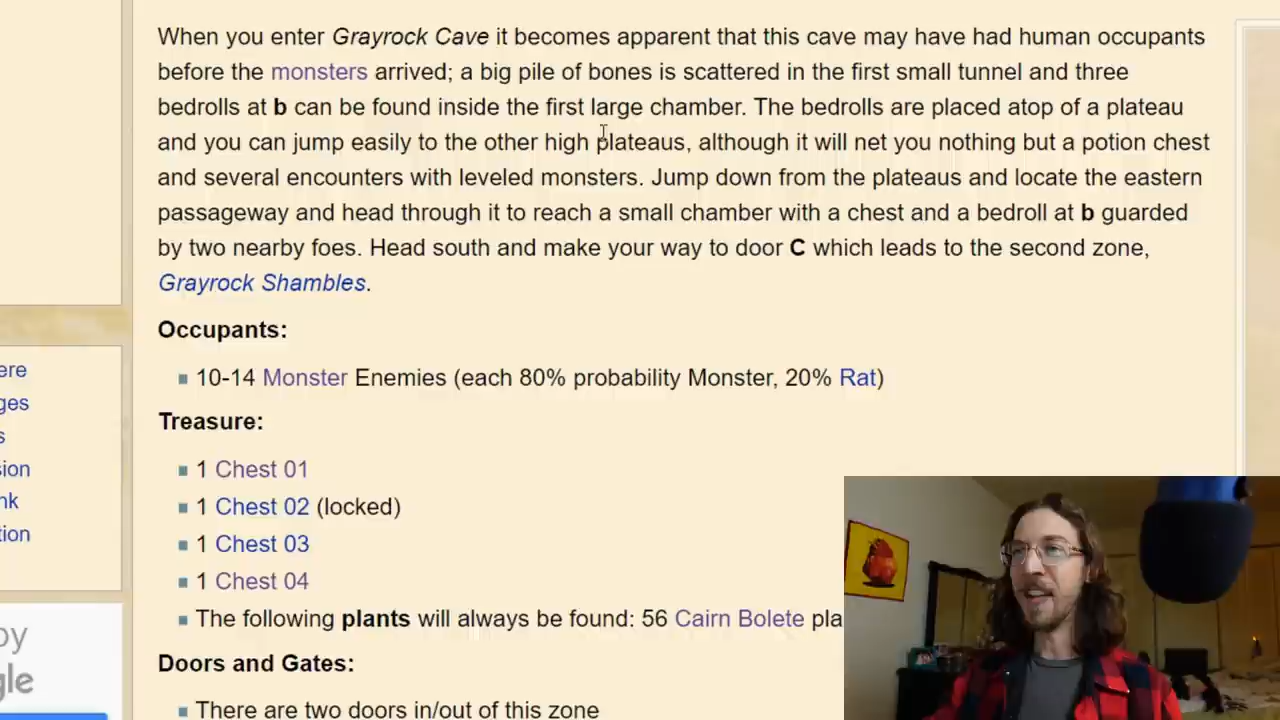 When you enter Grayrock Cave it becomes apparent that this cave may have had human occupants
before the monsters arrived; a big pile of bones is scattered in the first small tunnel and three
bedrolls at b can be found inside the first large chamber. The bedrolls are placed atop of a plateau
and you can jump easily to the other high plateaus, although it will net you nothing but a potion chest
and several encounters with leveled monsters. Jump down from the plateaus and locate the eastern
passageway and head through it to reach a small chamber with a chest and a bedroll at b guarded
by two nearby foes. Head south and make your way to door C which leads to the second zone,
Grayrock Shambles.
Occupants:
10-14 Monster Enemies (each 80% probability Monster, 20% Rat)
Treasure:
1 Chest 01
1 Chest 02 (locked)
1 Chest 03
1 Chest 04
The following plants will always be found: 56 Cairn Bolete pla
Doors and Gates:
There are two doors in/out of this zone
ere
ges
s
sion
nk
tion
by
gle